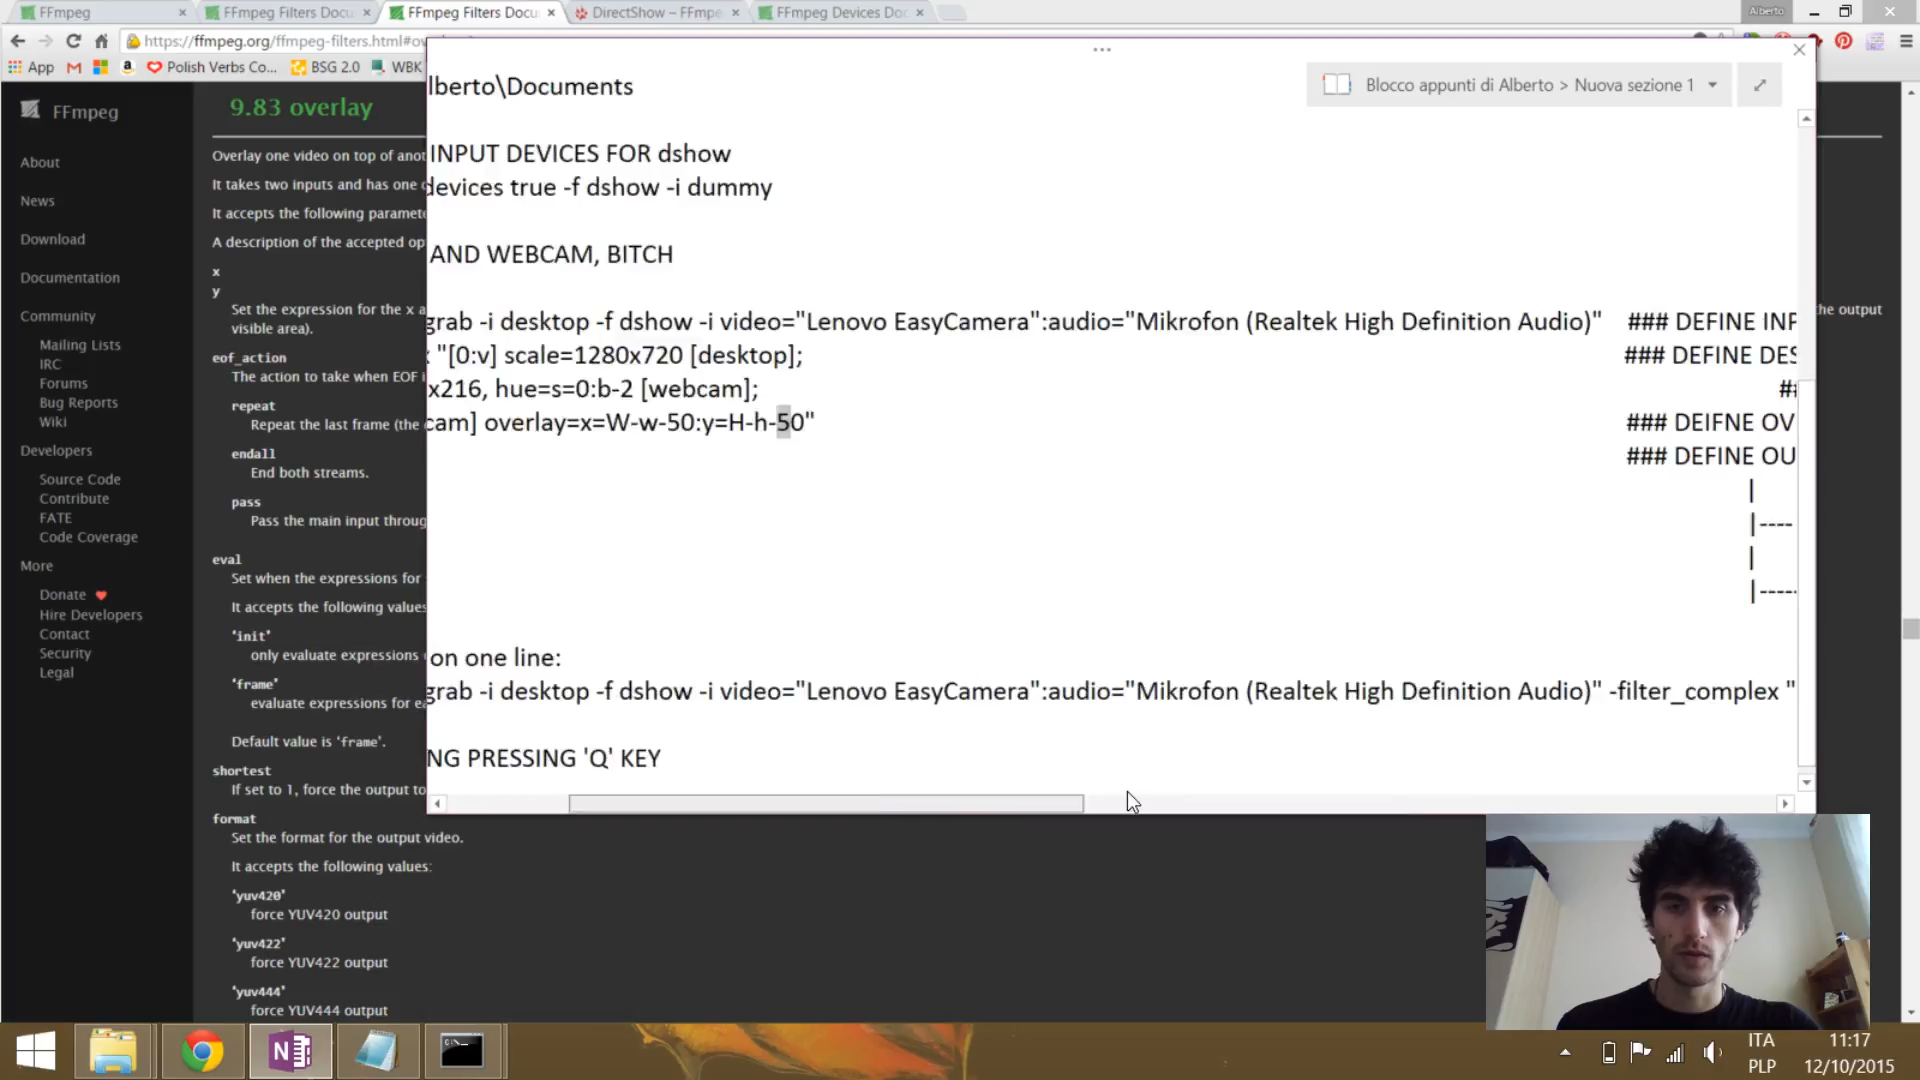 FFmpeg
FFmpeg Filters Docu
FFmpeg Filters Docu
DirectShow – FFmpe
FFmpeg Devices Doc
Alberto
https://ffmpeg.org/ffmpeg-filters.html#o
App
Polish Verbs Co...
BSG 2.0
WBK
FFmpeg
About
News
Download
Documentation
Community
Mailing Lists
IRC
Forums
Bug Reports
Wiki
Developers
Source Code
Contribute
FATE
Code Coverage
More
Donate
Hire Developers
Contact
Security
Legal
9.83 overlay
Overlay one video on top of ano
It takes two inputs and has one
It accepts the following paramet
A description of the accepted op
x
y
Set the expression for the x a
visible area).
the output
eof_action
The action to take when EOF i
repeat
Repeat the last frame (the
endall
End both streams.
pass
Pass the main input throug
eval
Set when the expressions for
It accepts the following values
‘init’
only evaluate expressions
‘frame’
evaluate expressions for ea
Default value is ‘frame’.
shortest
If set to 1, force the output to
format
Set the format for the output video.
It accepts the following values:
‘yuv420’
force YUV420 output
‘yuv422’
force YUV422 output
‘yuv444’
force YUV444 output
Blocco appunti di Alberto > Nuova sezione 1
lberto\Documents
INPUT DEVICES FOR dshow
devices true -f dshow -i dummy
AND WEBCAM, BITCH
grab -i desktop -f dshow -i video="Lenovo EasyCamera":audio="Mikrofon (Realtek High Definition Audio)" ### DEFINE INP
"[0:v] scale=1280x720 [desktop]; ### DEFINE DES
x216, hue=s=0:b-2 [webcam]; ##
cam] overlay=x=W-w-50:y=H-h-50" ### DEIFNE OV
### DEFINE OU
|
|----
|
|-----
on one line:
grab -i desktop -f dshow -i video="Lenovo EasyCamera":audio="Mikrofon (Realtek High Definition Audio)" -filter_complex "
NG PRESSING 'Q' KEY
ITA
PLP
11:17
12/10/2015